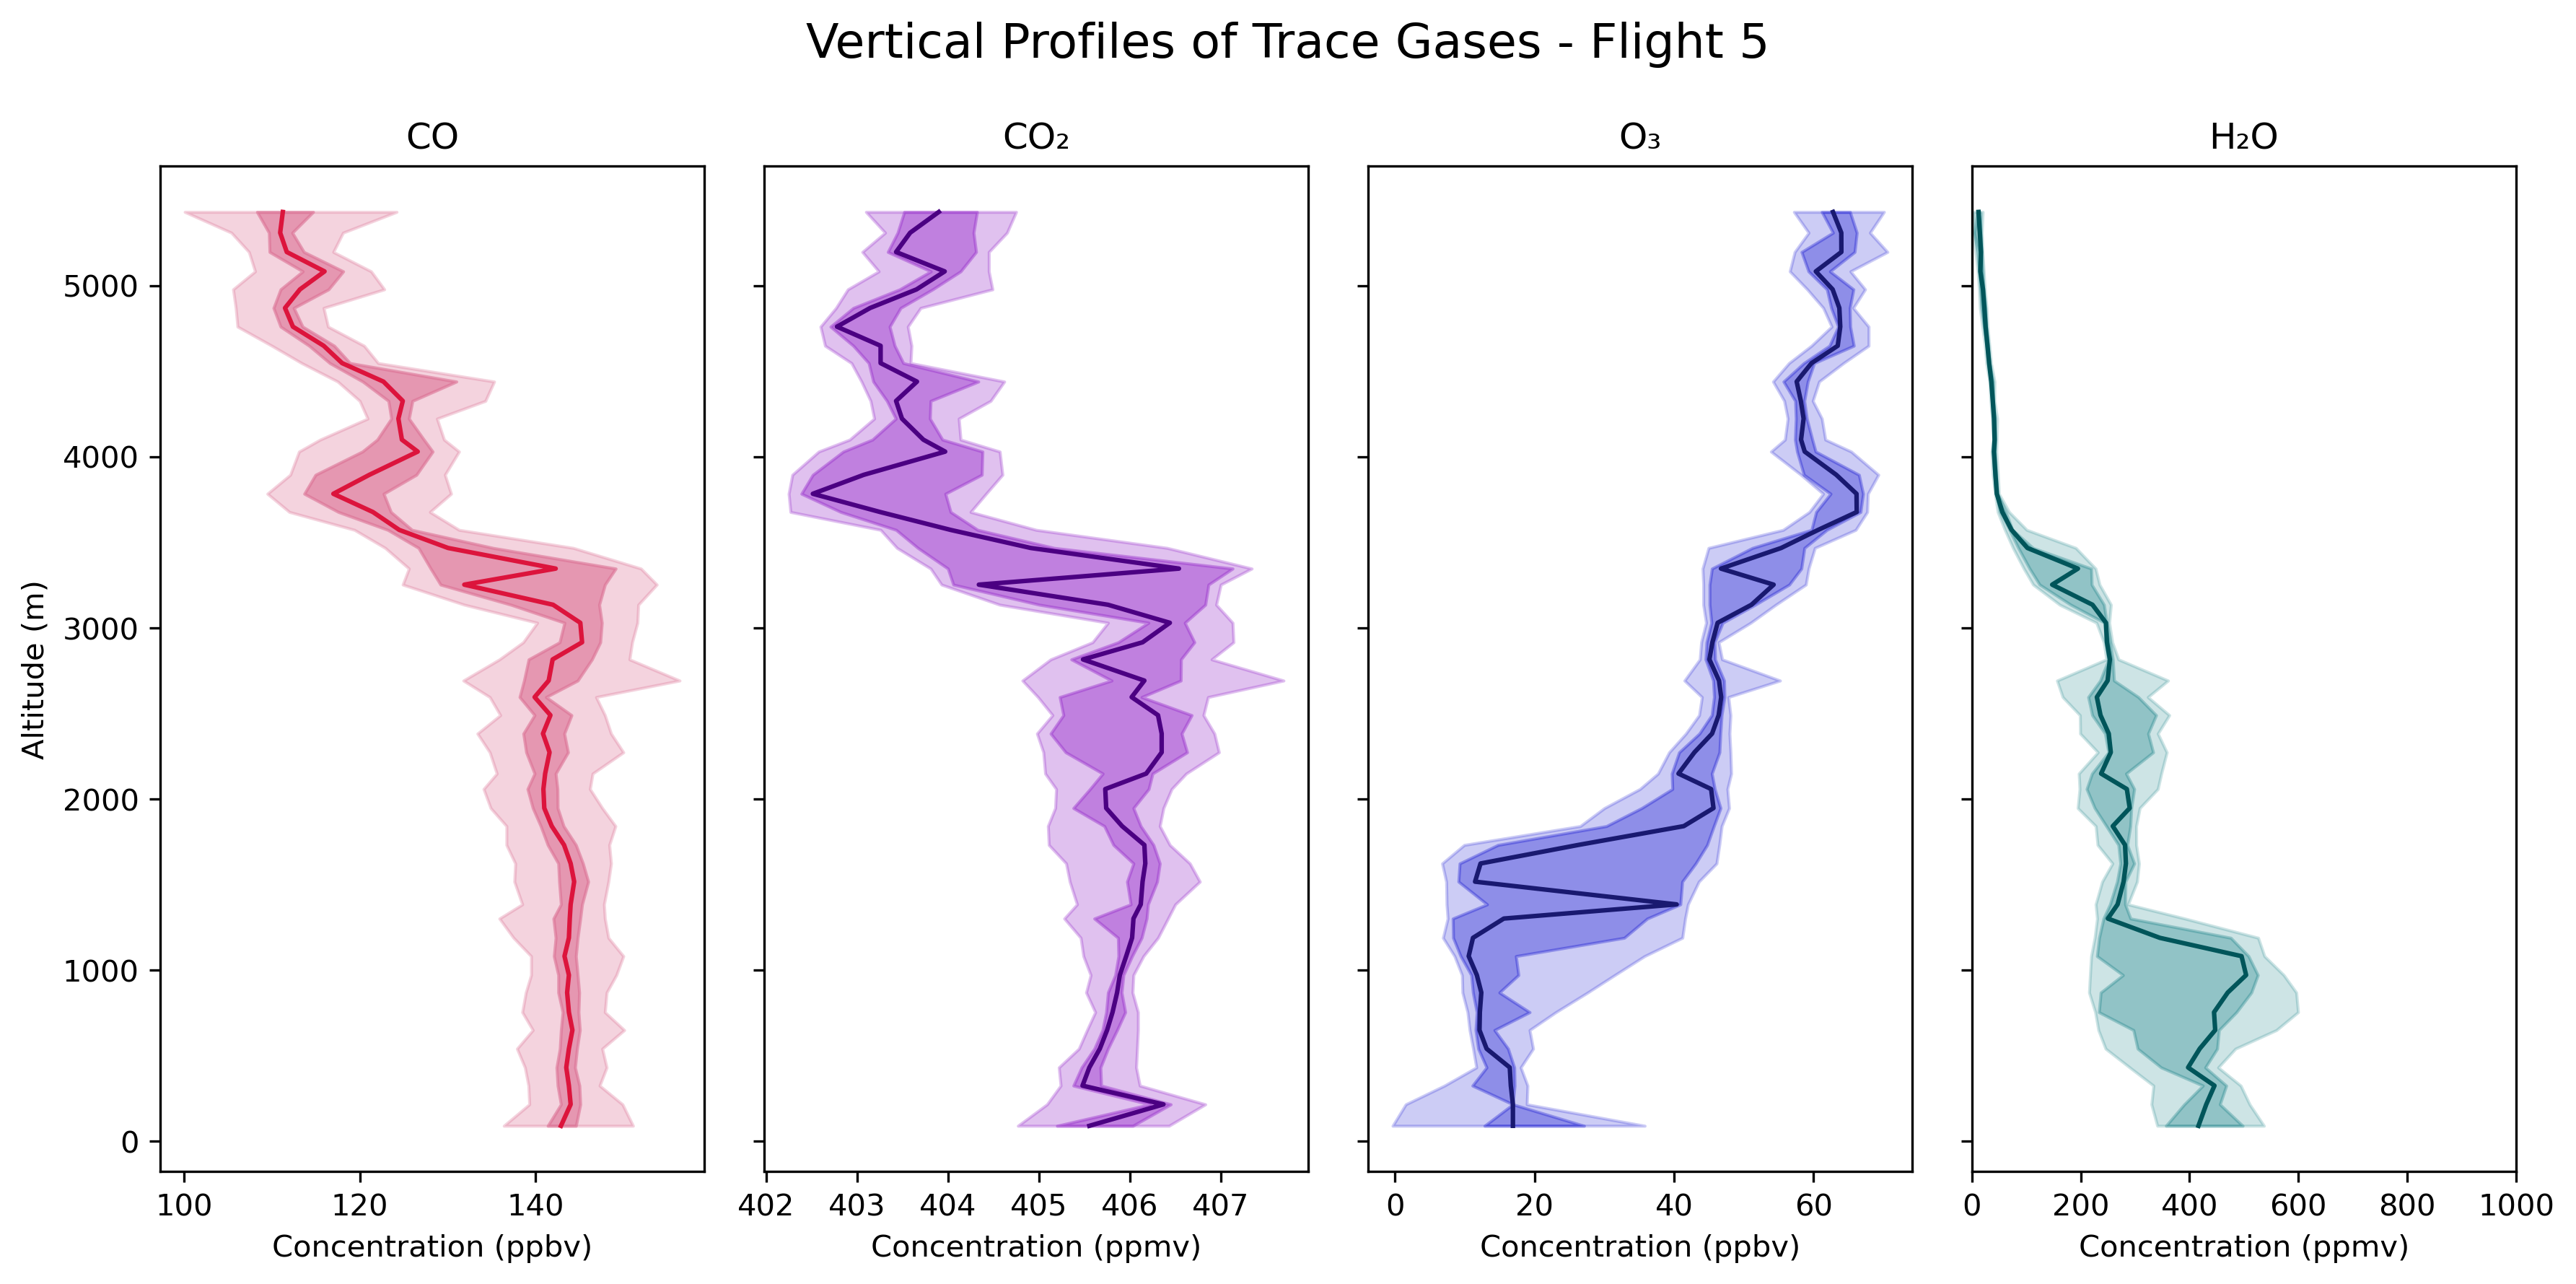 Vertical Profiles of Trace Gases - Flight 5
CO
CO₂
O₃
H₂O
Altitude (m)
5000
4000
3000
2000
1000
0
100 120 140
402 403 404 405 406 407
0 20 40 60
0 200 400 600 800 1000
Concentration (ppbv)
Concentration (ppmv)
Concentration (ppbv)
Concentration (ppmv)